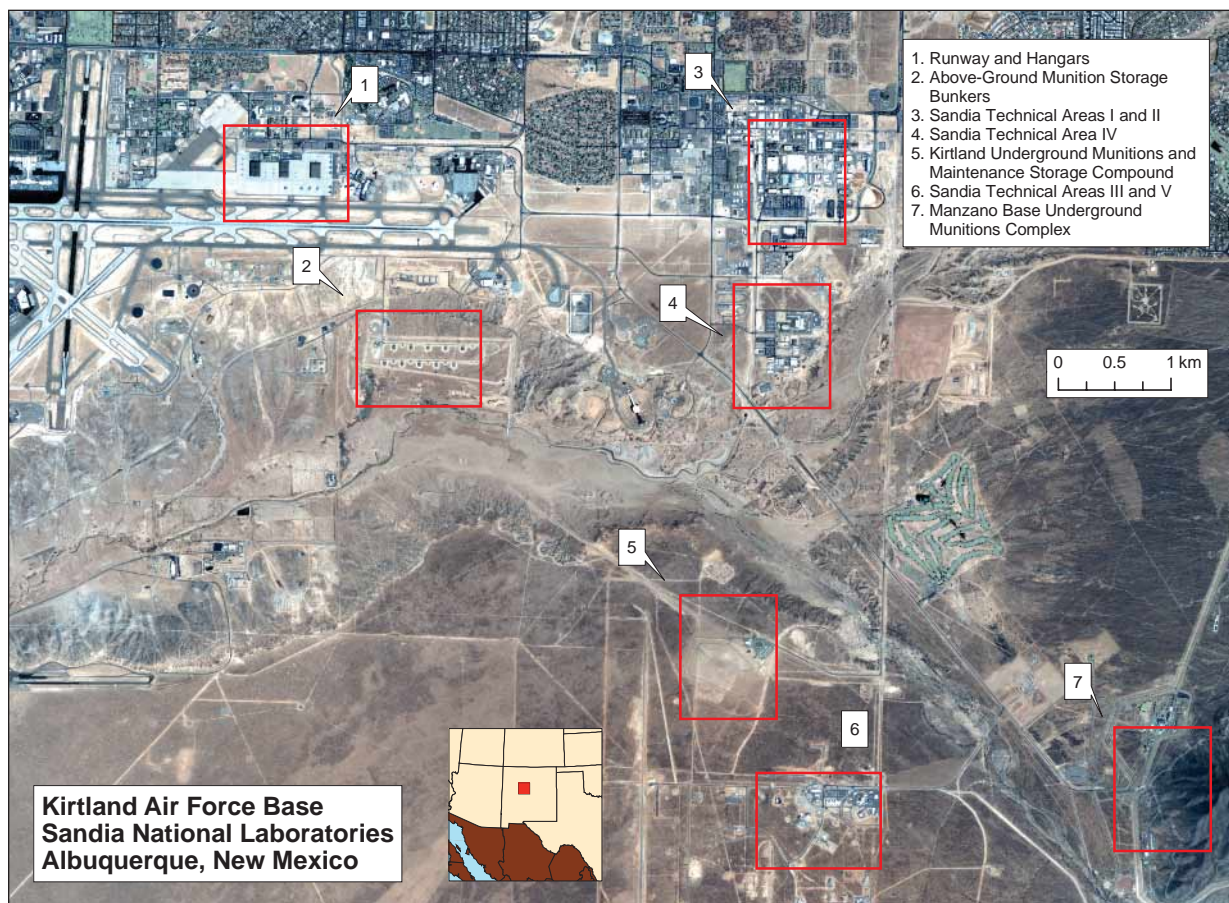 1
3
1. Runway and Hangars
2. Above-Ground Munition Storage
Bunkers
3. Sandia Technical Areas I and II
4. Sandia Technical Area IV
5. Kirtland Underground Munitions and
Maintenance Storage Compound
6. Sandia Technical Areas III and V
7. Manzano Base Underground
Munitions Complex
2
4
0 0.5 1 km
5
7
6
Kirtland Air Force Base
Sandia National Laboratories
Albuquerque, New Mexico